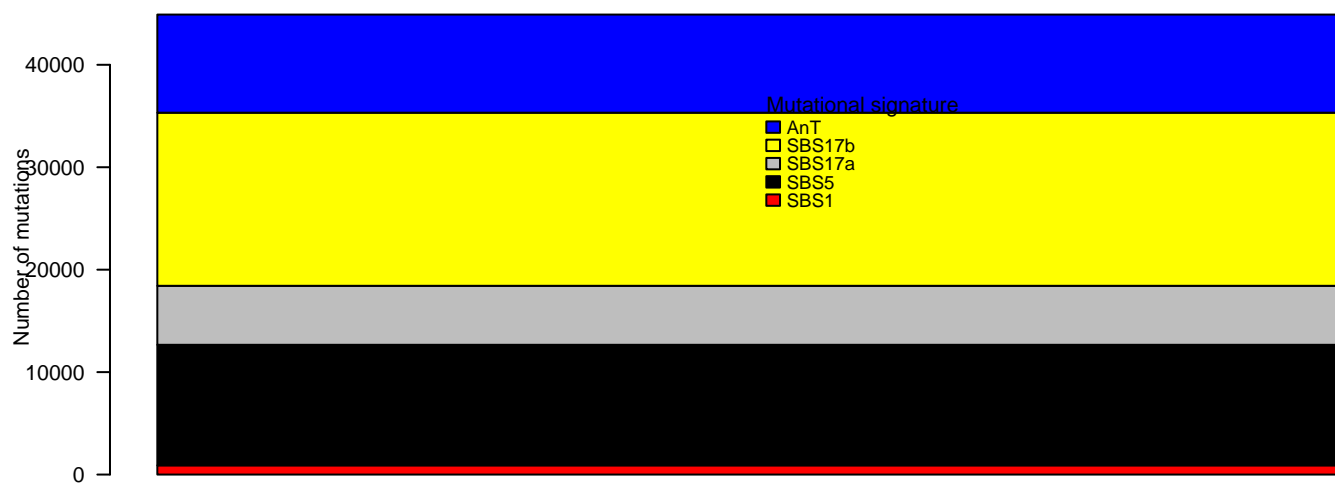 Number of mutations
40000
30000
20000
10000
0
Mutational signature
AnT
SBS17b
SBS17a
SBS5
SBS1